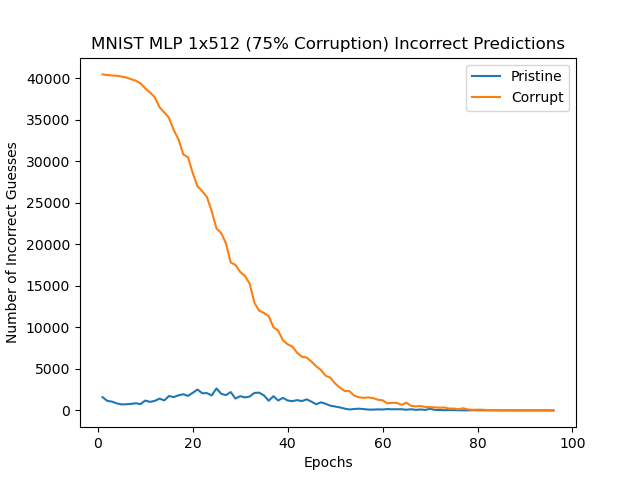 MNIST MLP 1x512 (75% Corruption) Incorrect Predictions
Pristine
Corrupt
Number of Incorrect Guesses
40000
35000
30000
25000
20000
15000
10000
5000
0
0 20 40 60 80 100
Epochs